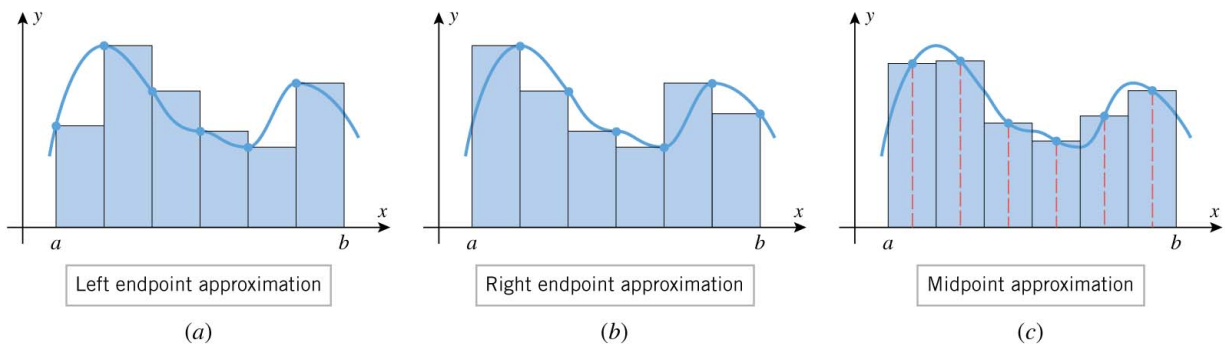 y
x
a
b
Left endpoint approximation
(a)
y
x
a
b
Right endpoint approximation
(b)
y
x
a
b
Midpoint approximation
(c)